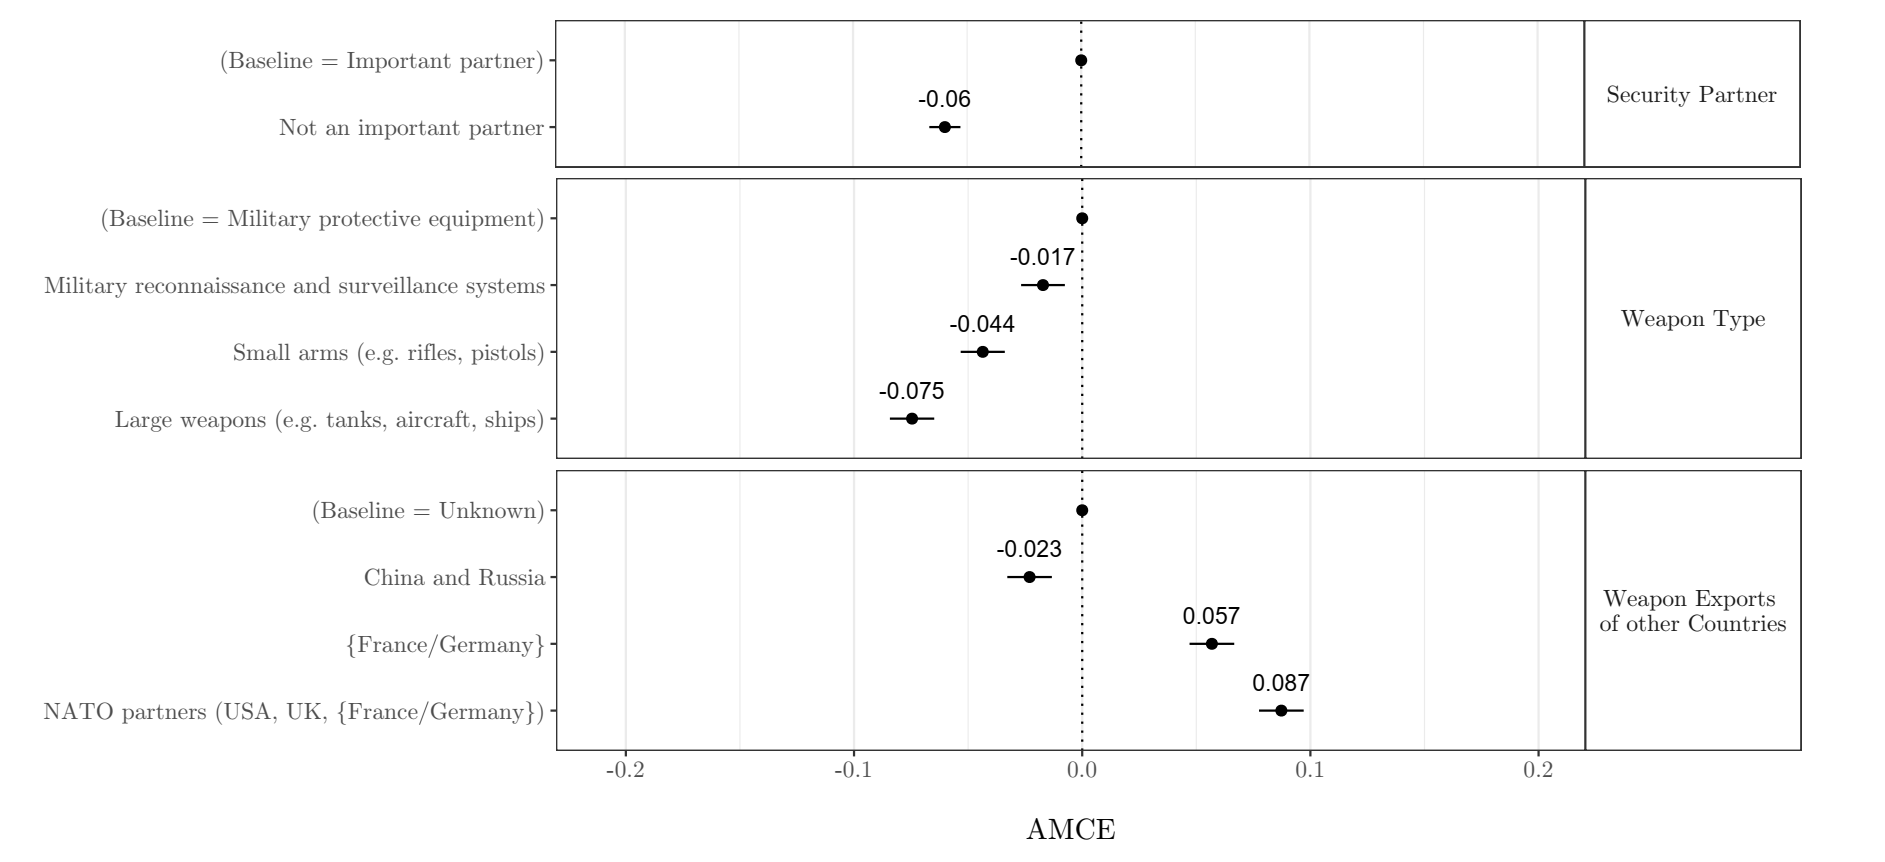 (Baseline = Important partner)
-0.06
Not an important partner
Security Partner
(Baseline = Military protective equipment)
-0.017
Military reconnaissance and surveillance systems
-0.044
Small arms (e.g. rifles, pistols)
-0.075
Large weapons (e.g. tanks, aircraft, ships)
Weapon Type
(Baseline = Unknown)
-0.023
China and Russia
0.057
{France/Germany}
0.087
NATO partners (USA, UK, {France/Germany})
Weapon Exports
of other Countries
-0.2 -0.1 0.0 0.1 0.2
AMCE